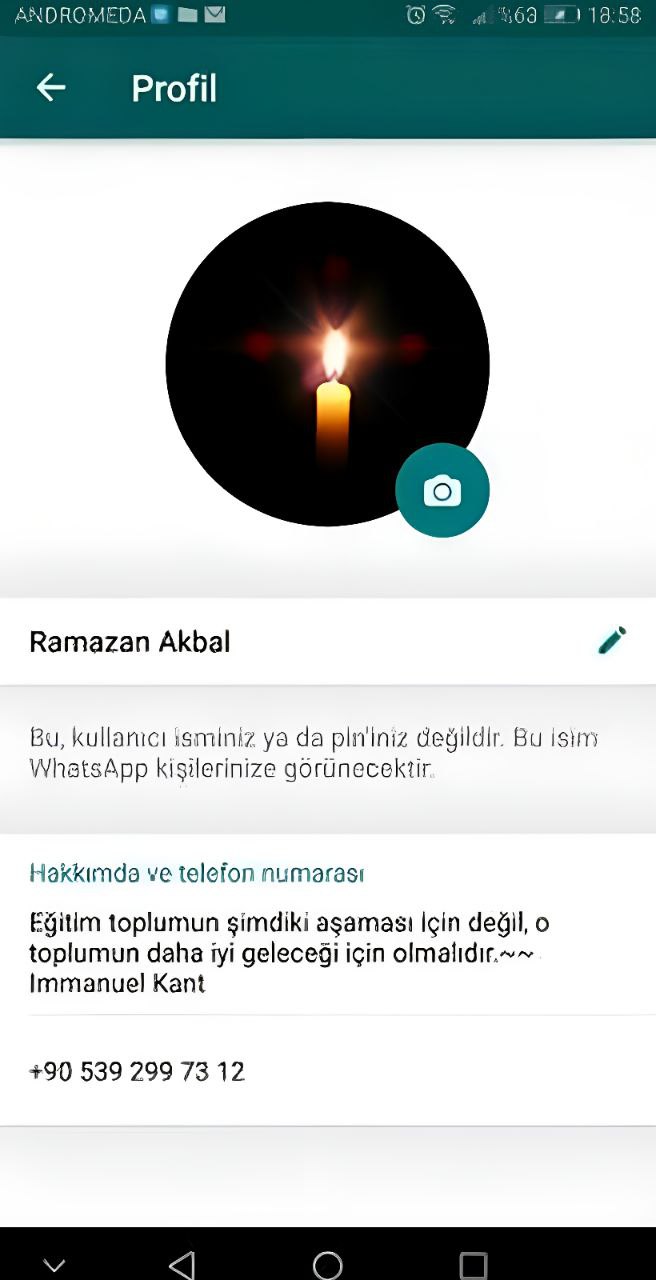 ANDROMEDA %63 18:58
Profil
Ramazan Akbal
Bu, kullanıcı isminiz ya da pin'iniz değildir. Bu isim
WhatsApp kişilerinize görünecektir.
Hakkımda ve telefon numarası
Eğitim toplumun şimdiki aşaması için değil, o
toplumun daha iyi geleceği için olmalıdır.~~
Immanuel Kant
+90 539 299 73 12